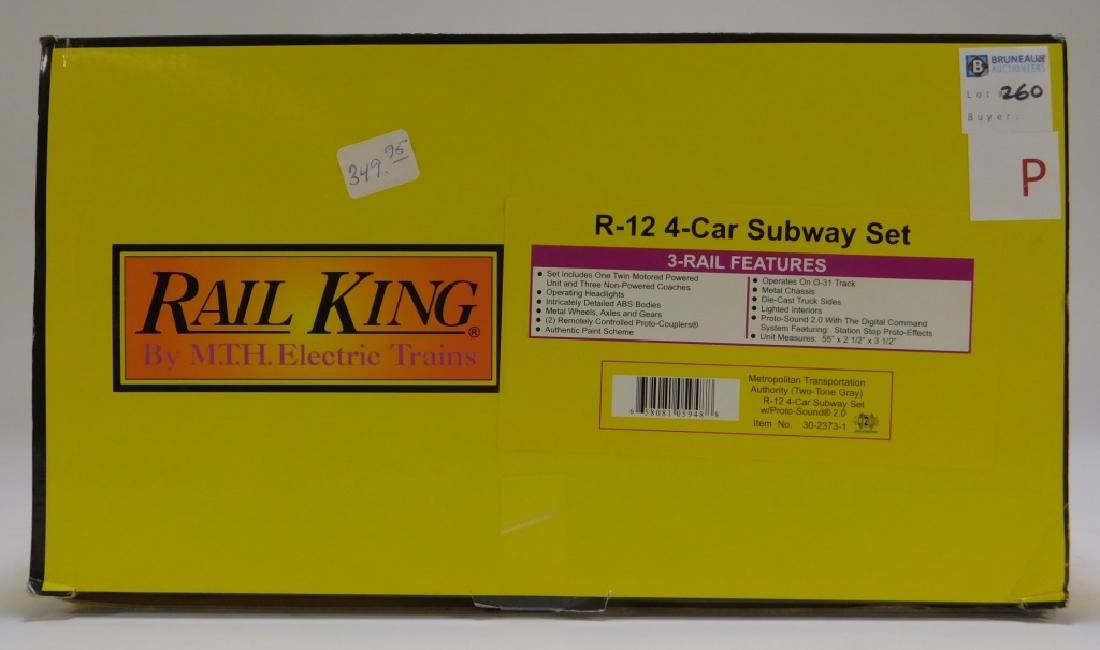 BRUNEAU &
AUCTIONEERS
Lot 260
Buyer:
P
349.95
RAIL KING®
By M.T.H. Electric Trains
R-12 4-Car Subway Set
3-RAIL FEATURES
• Set Includes One Twin Motored Powered
Unit and Three Non-Powered Coaches
• Operating Headlights
• Intricately Detailed ABS Bodies
• Metal Wheels, Axles and Gears
• (2) Remotely Controlled Proto-Couplers®
• Authentic Paint Scheme
• Operates On O-31 Track
• Metal Chassis
• Die-Cast Truck Sides
• Lighted Interiors
• Proto-Sound 2.0 With The Digital Command
System Featuring: Station Stop Proto-Effects
• Unit Measures: 55" x 2 1/2" x 3 1/2"
6 58081 05948 8
Metropolitan Transportation
Authority (Two-Tone Gray)
R-12 4-Car Subway Set
w/Proto-Sound® 2.0
Item No. 30-2373-1